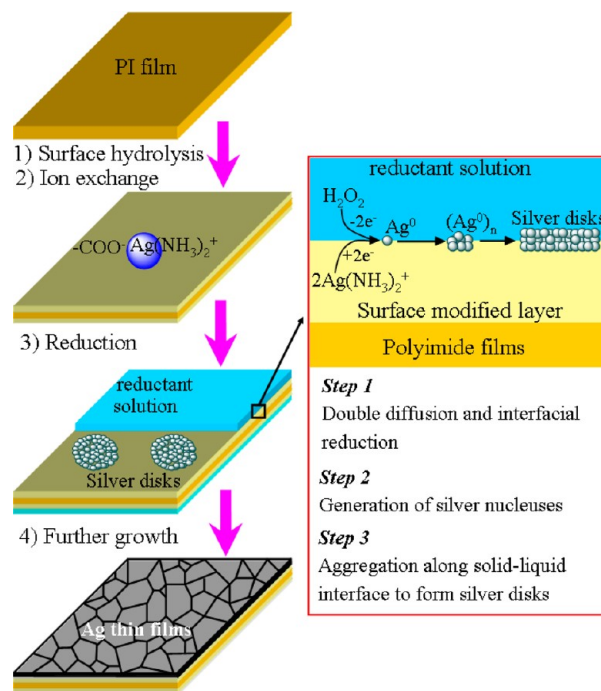 PI film
1) Surface hydrolysis
2) Ion exchange
-COO⁻Ag(NH₃)₂⁺
3) Reduction
reductant
solution
Silver disks
4) Further growth
Ag thin films
reductant solution
H₂O₂
-2e⁻
Ag⁰
(Ag⁰)ₙ
Silver disks
+2e⁻
2Ag(NH₃)₂⁺
Surface modified layer
Polyimide films
Step 1
Double diffusion and interfacial
reduction
Step 2
Generation of silver nucleuses
Step 3
Aggregation along solid-liquid
interface to form silver disks